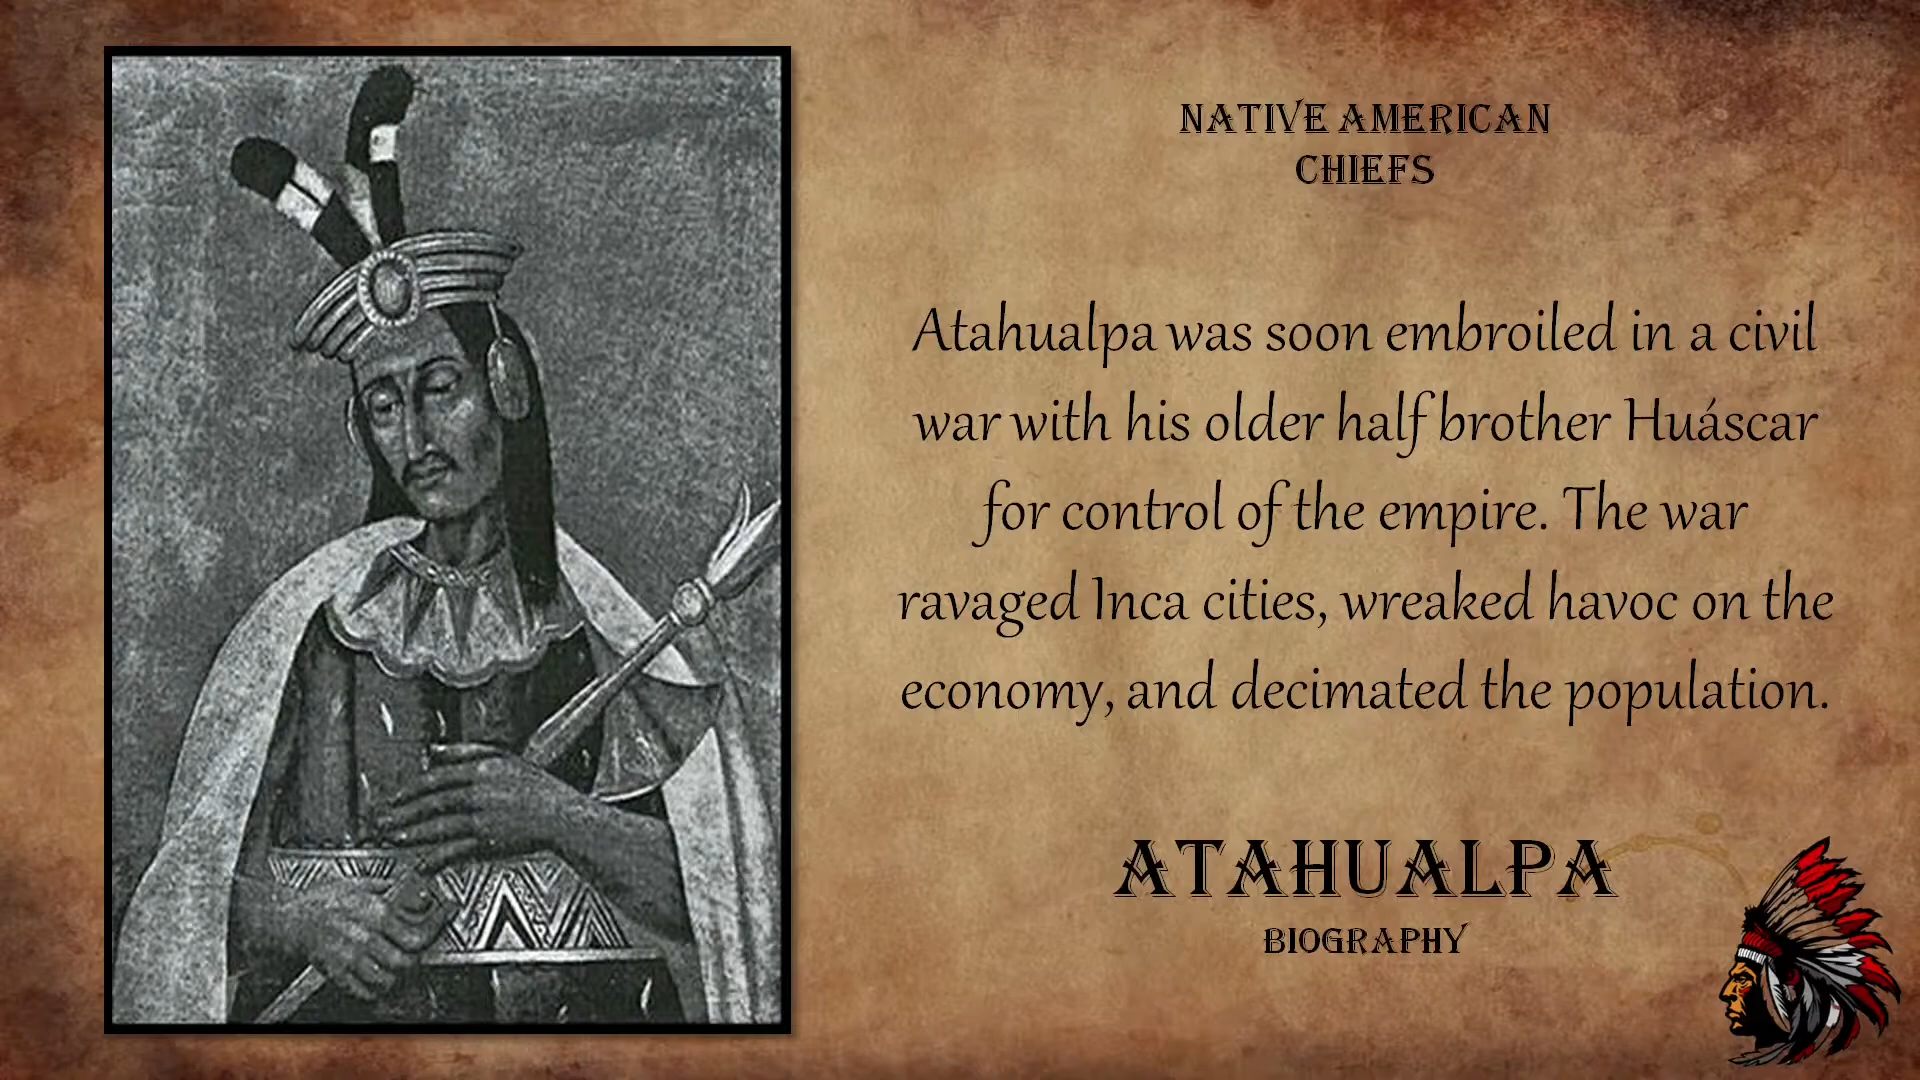 NATIVE AMERICAN
CHIEFS
Atahualpa was soon embroiled in a civil
war with his older half brother Huáscar
for control of the empire. The war
ravaged Inca cities, wreaked havoc on the
economy, and decimated the population.
ATAHUALPA
BIOGRAPHY